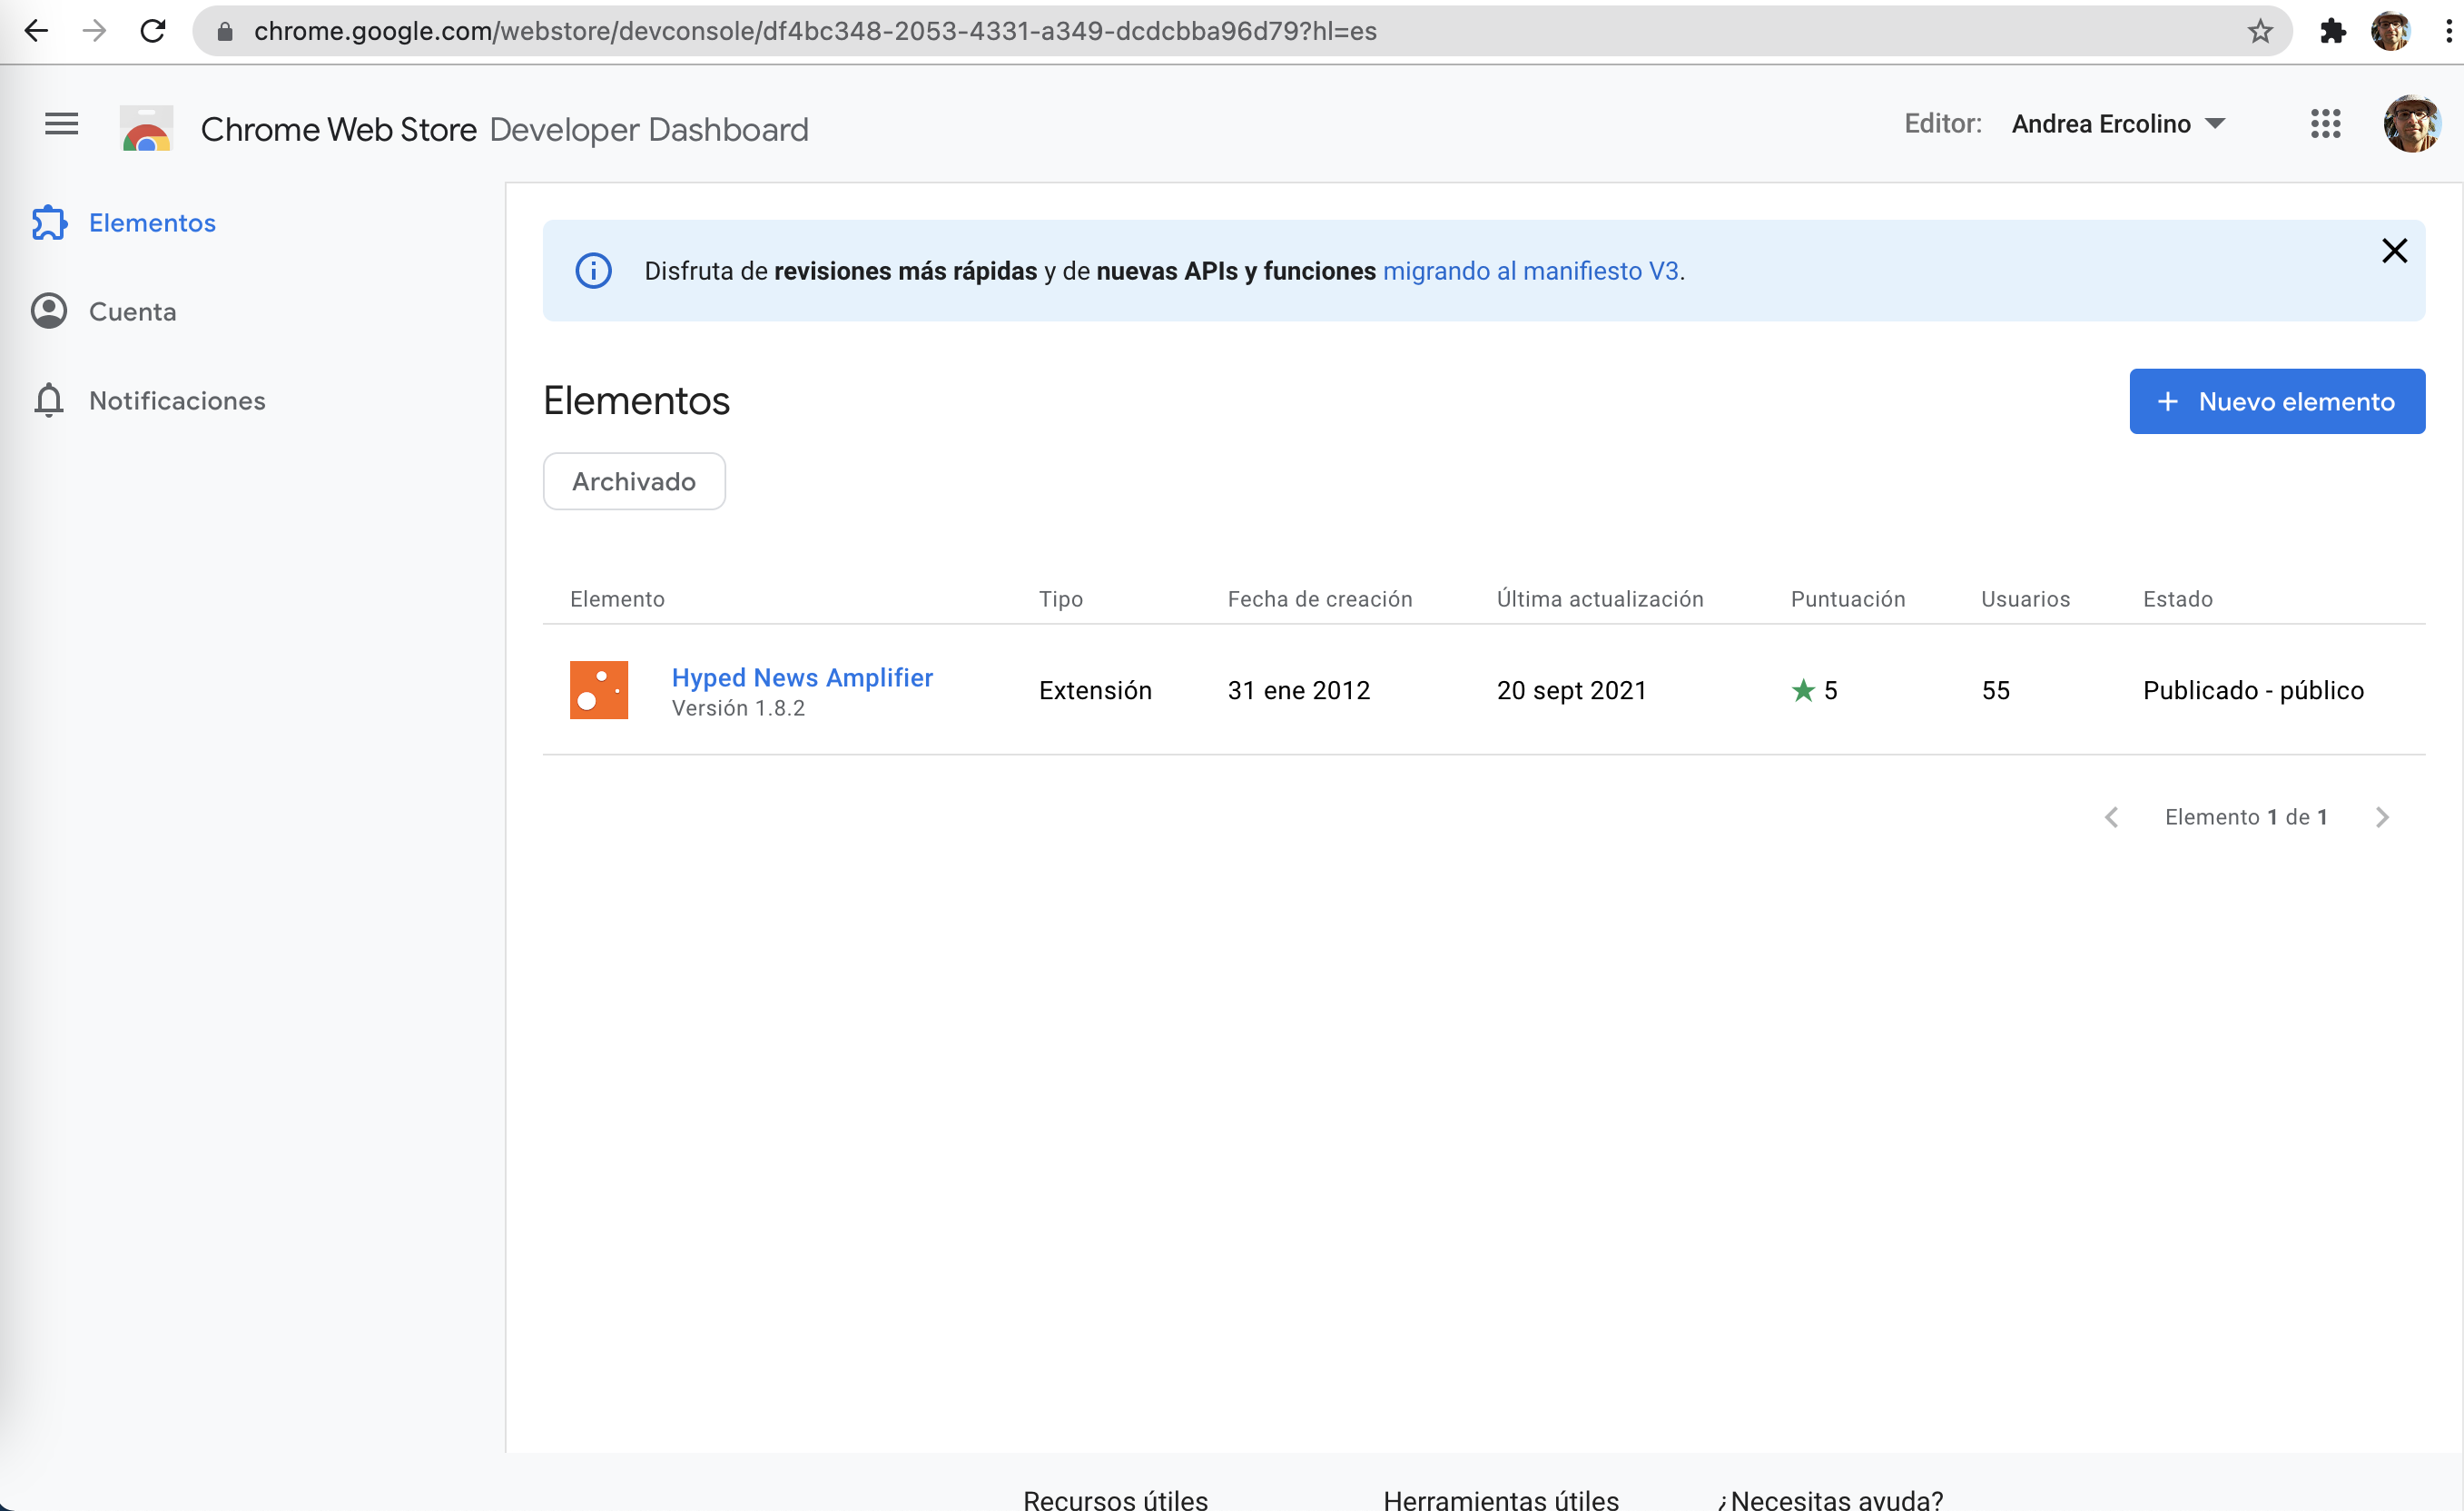 chrome.google.com/webstore/devconsole/df4bc348-2053-4331-a349-dcdcbba96d79?hl=es
Chrome Web Store Developer Dashboard
Editor: Andrea Ercolino
Elementos
Cuenta
Notificaciones
Disfruta de revisiones más rápidas y de nuevas APIs y funciones migrando al manifiesto V3.
Elementos
+ Nuevo elemento
Archivado
Elemento Tipo Fecha de creación Última actualización Puntuación Usuarios Estado
Hyped News Amplifier Extensión 31 ene 2012 20 sept 2021 ★ 5 55 Publicado - público
Versión 1.8.2
Elemento 1 de 1
Recursos útiles Herramientas útiles ¿Necesitas ayuda?